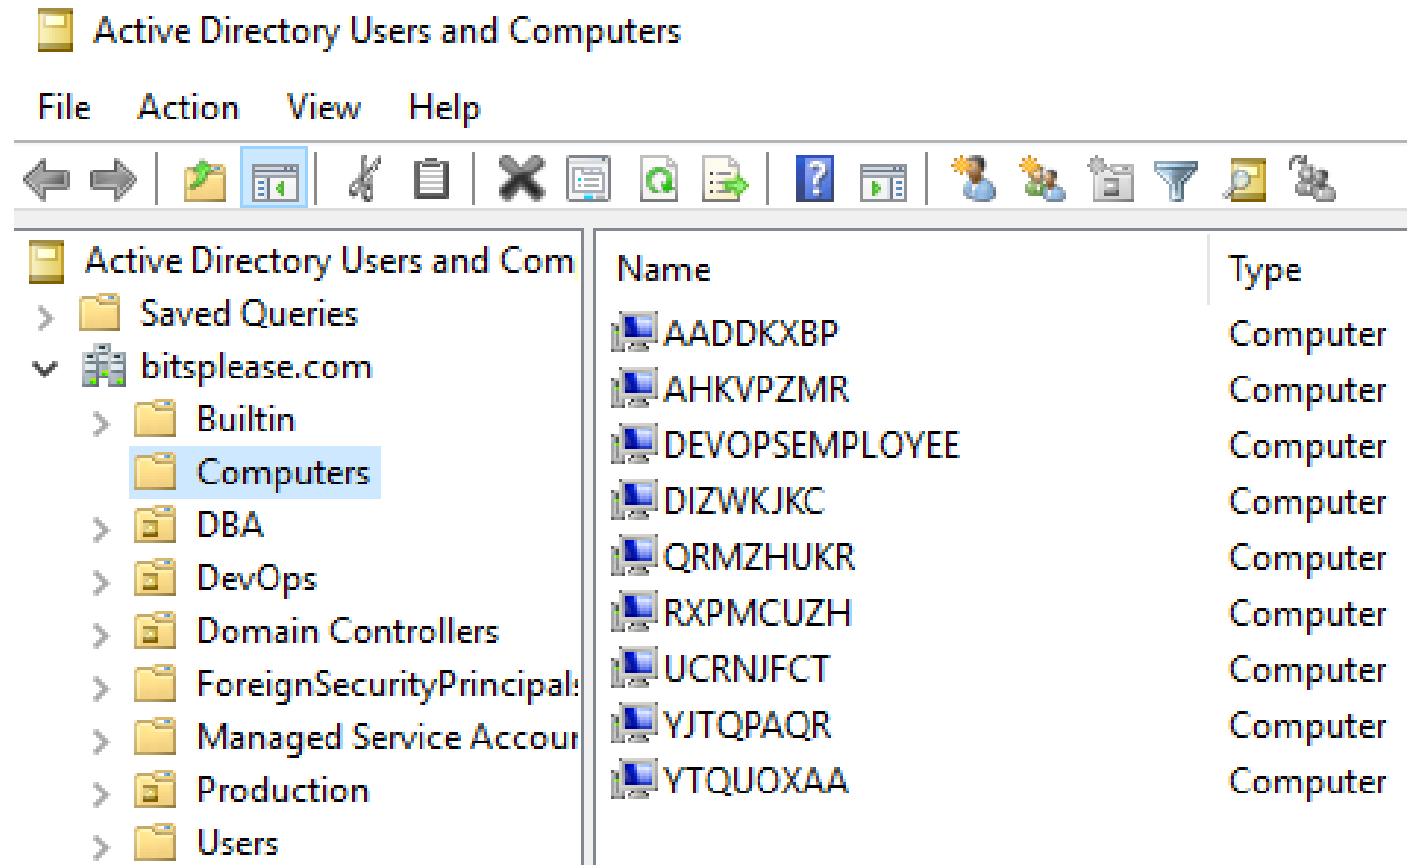 Active Directory Users and Computers
File Action View Help
Active Directory Users and Com
Saved Queries
bitsplease.com
Builtin
Computers
DBA
DevOps
Domain Controllers
ForeignSecurityPrincipals
Managed Service Accour
Production
Users
Name Type
AADDKXBP Computer
AHKVPZMR Computer
DEVOPSEMPLOYEE Computer
DIZWKJKC Computer
QRMZHUKR Computer
RXPMCUZH Computer
UCRNJFCT Computer
YJTQPAQR Computer
YTQUOXAA Computer